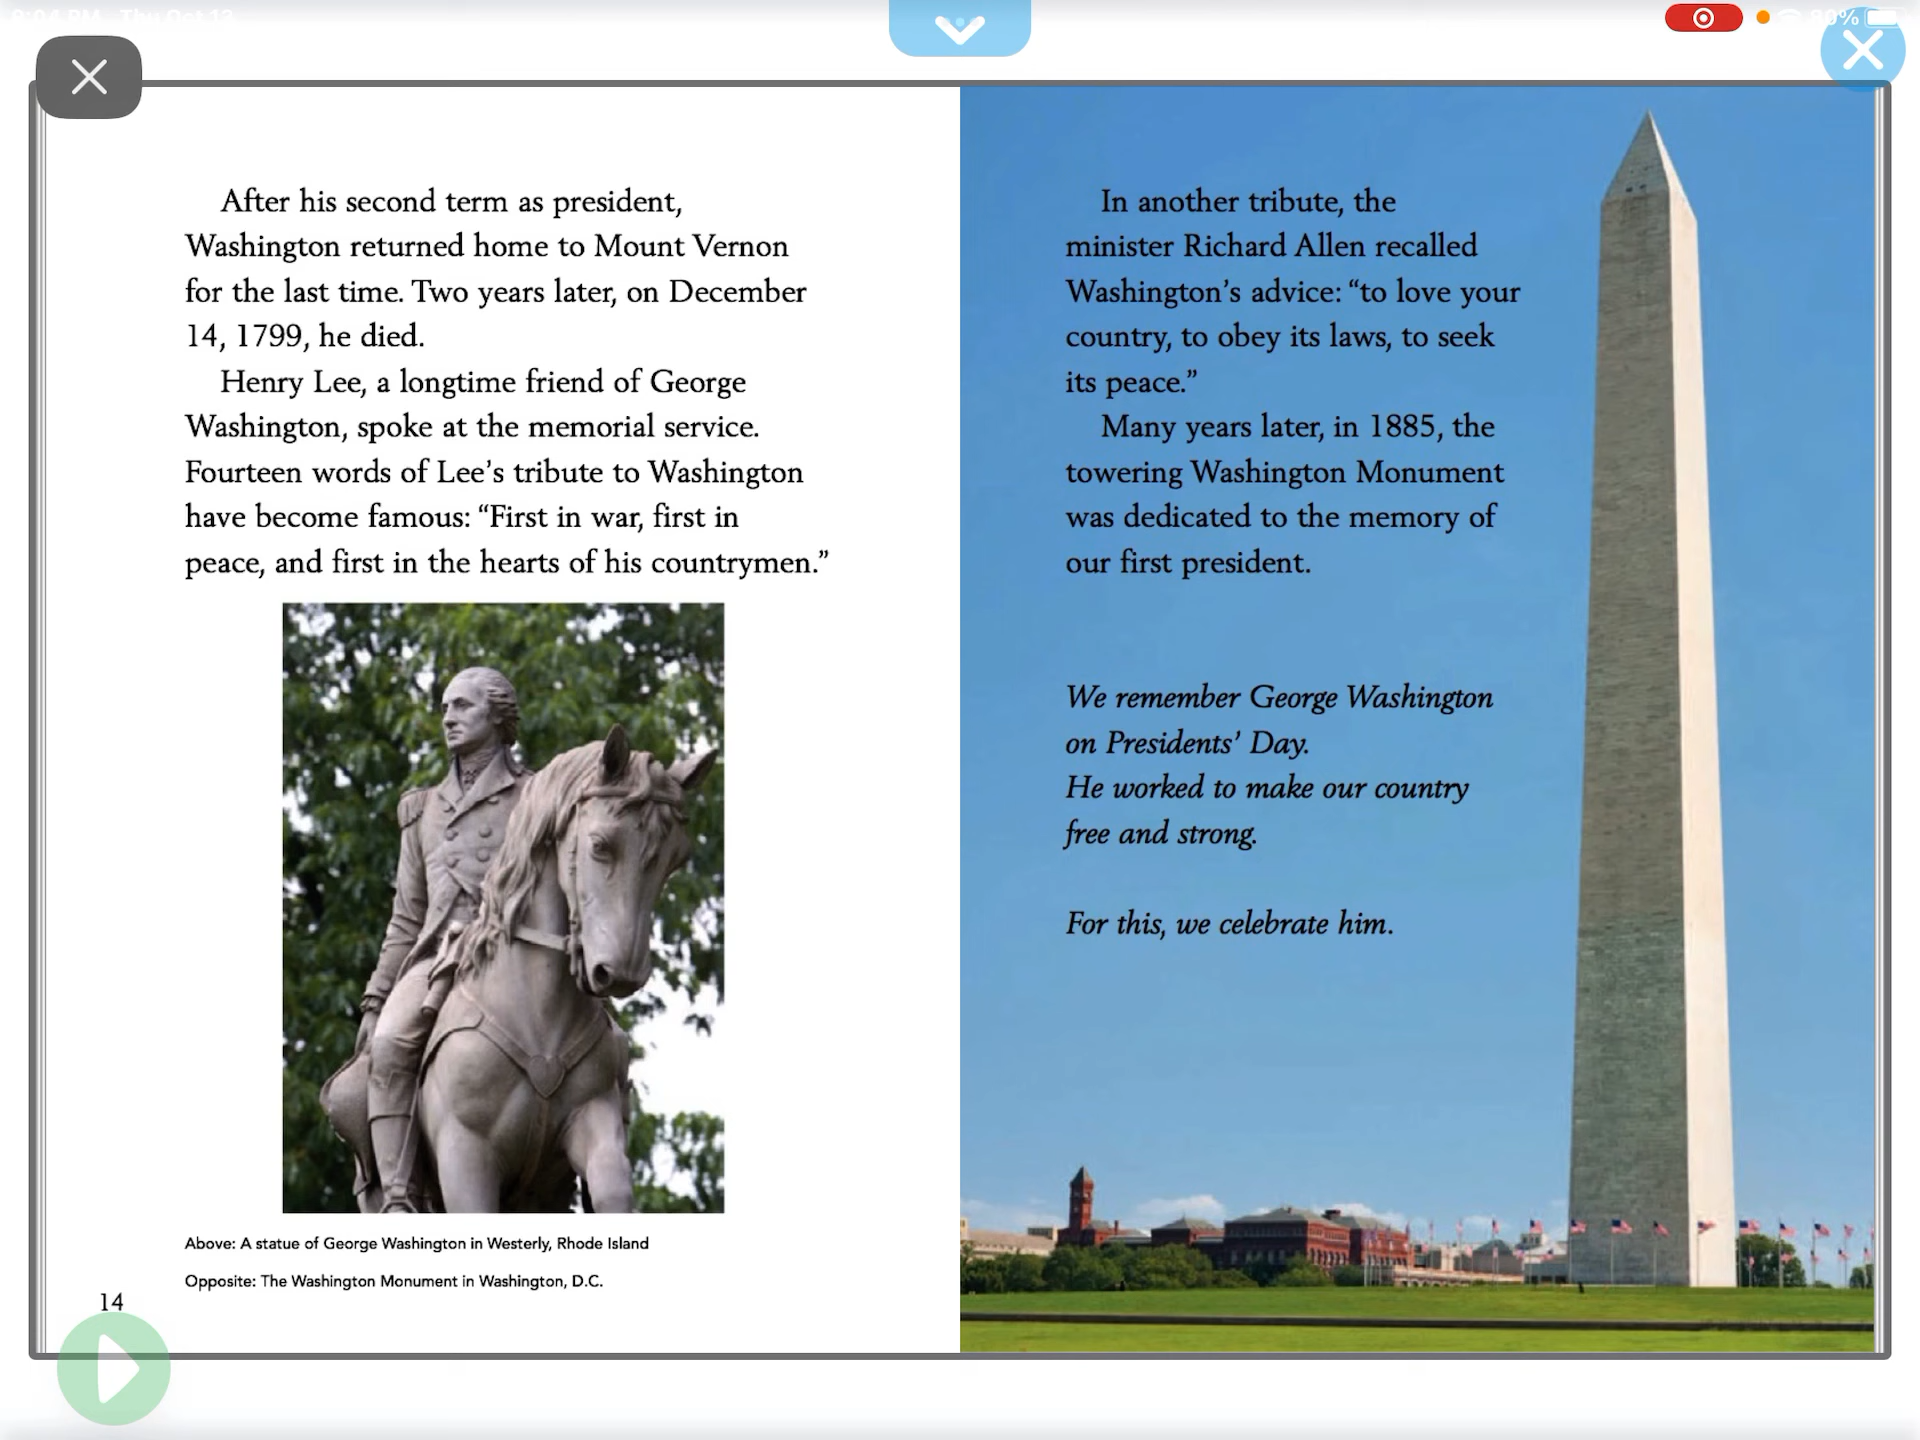 After his second term as president,
Washington returned home to Mount Vernon
for the last time. Two years later, on December
14, 1799, he died.
Henry Lee, a longtime friend of George
Washington, spoke at the memorial service.
Fourteen words of Lee’s tribute to Washington
have become famous: “First in war, first in
peace, and first in the hearts of his countrymen.”
Above: A statue of George Washington in Westerly, Rhode Island
Opposite: The Washington Monument in Washington, D.C.
14
In another tribute, the
minister Richard Allen recalled
Washington’s advice: “to love your
country, to obey its laws, to seek
its peace.”
Many years later, in 1885, the
towering Washington Monument
was dedicated to the memory of
our first president.
We remember George Washington
on Presidents’ Day.
He worked to make our country
free and strong.
For this, we celebrate him.